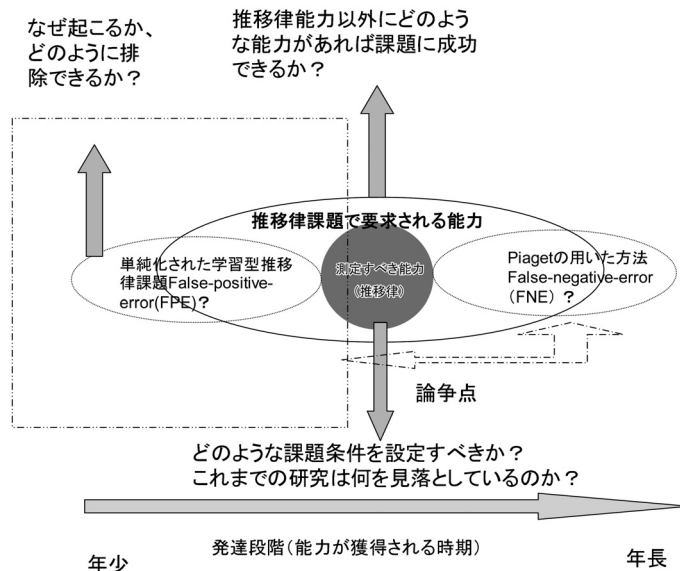 なぜ起こるか、
どのように排
除できるか？
推移律能力以外にどのよう
な能力があれば課題に成功
できるか？
推移律課題で要求される能力
単純化された学習型推移
律課題False-positive-
error(FPE)？
測定すべき能力
(推移律)
Piagetの用いた方法
False-negative-error
(FNE) ？
論争点
どのような課題条件を設定すべきか？
これまでの研究は何を見落としているのか？
発達段階(能力が獲得される時期)
年少
年長